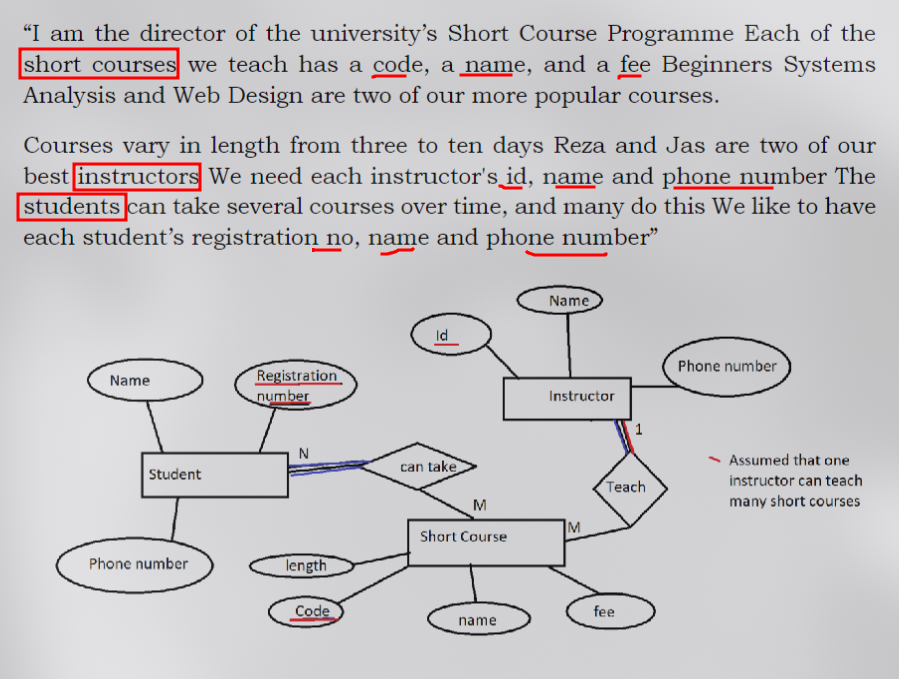 “I am the director of the university’s Short Course Programme Each of the
short courses we teach has a code, a name, and a fee Beginners Systems
Analysis and Web Design are two of our more popular courses.
Courses vary in length from three to ten days Reza and Jas are two of our
best instructors We need each instructor's id, name and phone number The
students can take several courses over time, and many do this We like to have
each student’s registration no, name and phone number”
Name
Id
Phone number
Instructor
1
Name
Registration
number
N
Student
can take
Teach
Assumed that one
instructor can teach
many short courses
M
M
Short Course
Phone number
length
Code
name
fee